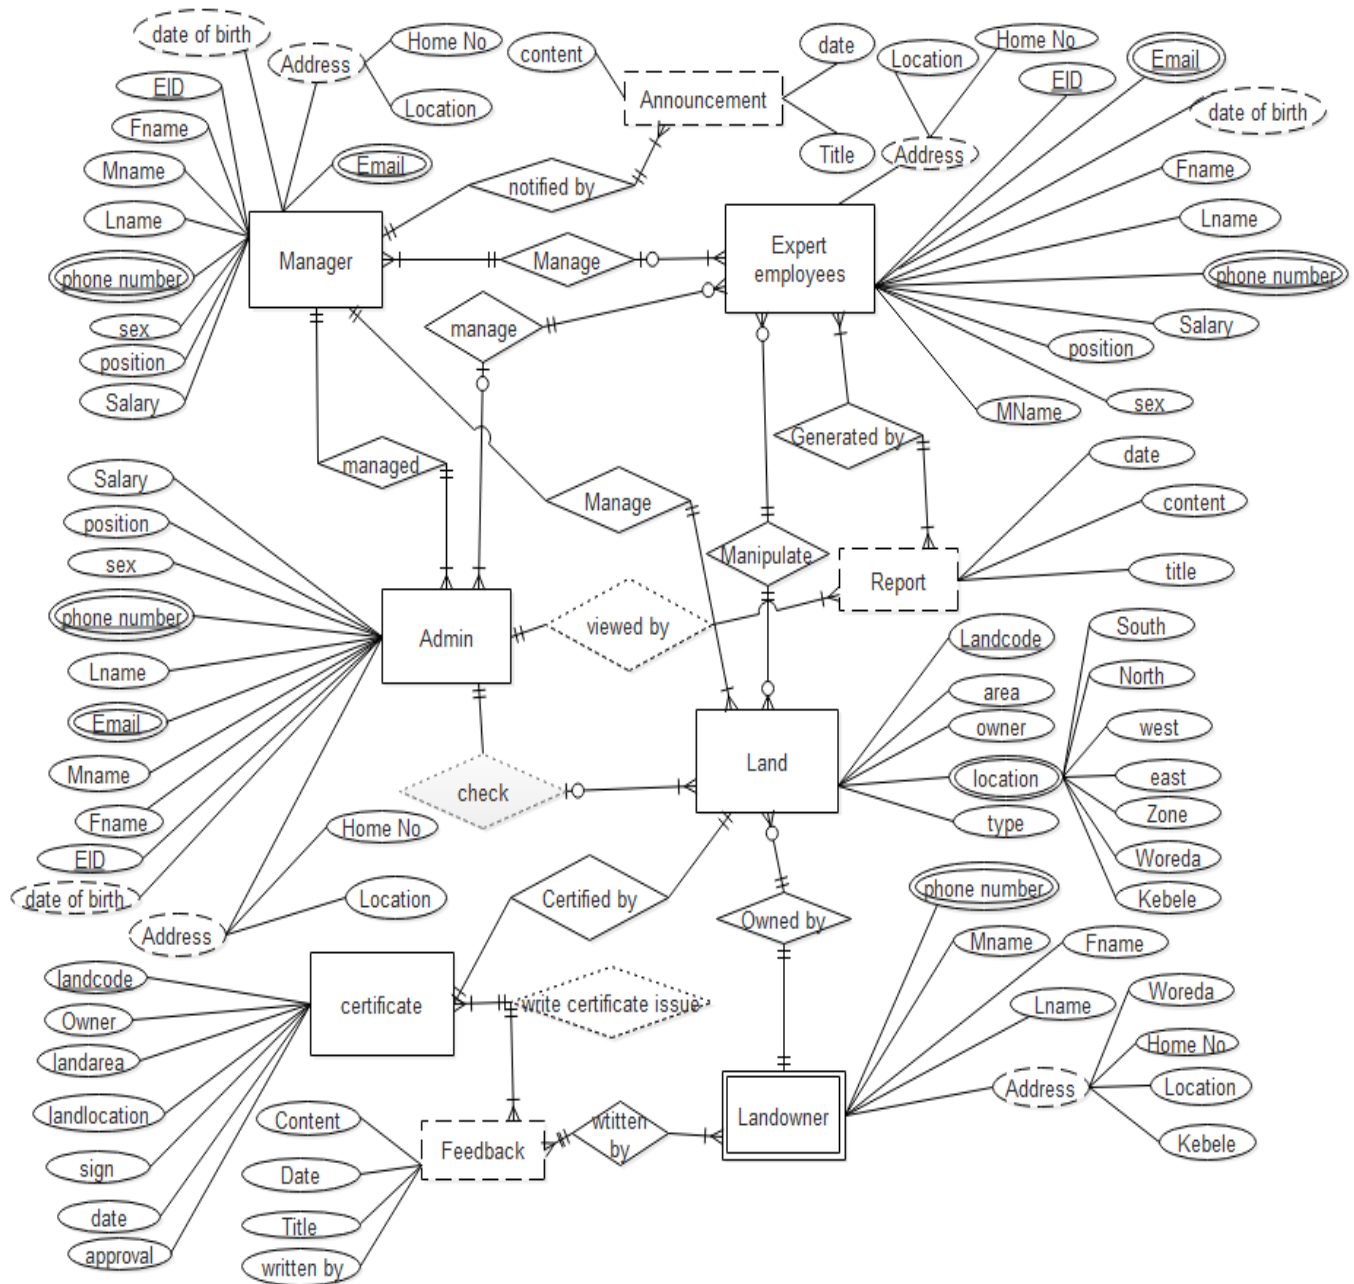 date of birth
Address
Home No
Location
EID
Fname
Mname
Lname
phone number
sex
position
Salary
Email
Manager
content
Announcement
date
Title
notified by
Manage
Location
Home No
Address
EID
Email
date of birth
Fname
Lname
phone number
Salary
position
sex
MName
Expert
employees
manage
managed
Manage
Generated by
Manipulate
date
content
title
Report
viewed by
Salary
position
sex
phone number
Lname
Email
Mname
Fname
EID
date of birth
Address
Home No
Location
Admin
check
Land
Landcode
area
owner
location
type
South
North
west
east
Zone
Woreda
Kebele
Certified by
Owned by
phone number
Mname
Fname
Lname
Address
Woreda
Home No
Location
Kebele
Landowner
certificate
write certificate issue
landcode
Owner
landarea
landlocation
sign
date
approval
Content
Date
Title
written by
Feedback
wtitten
by